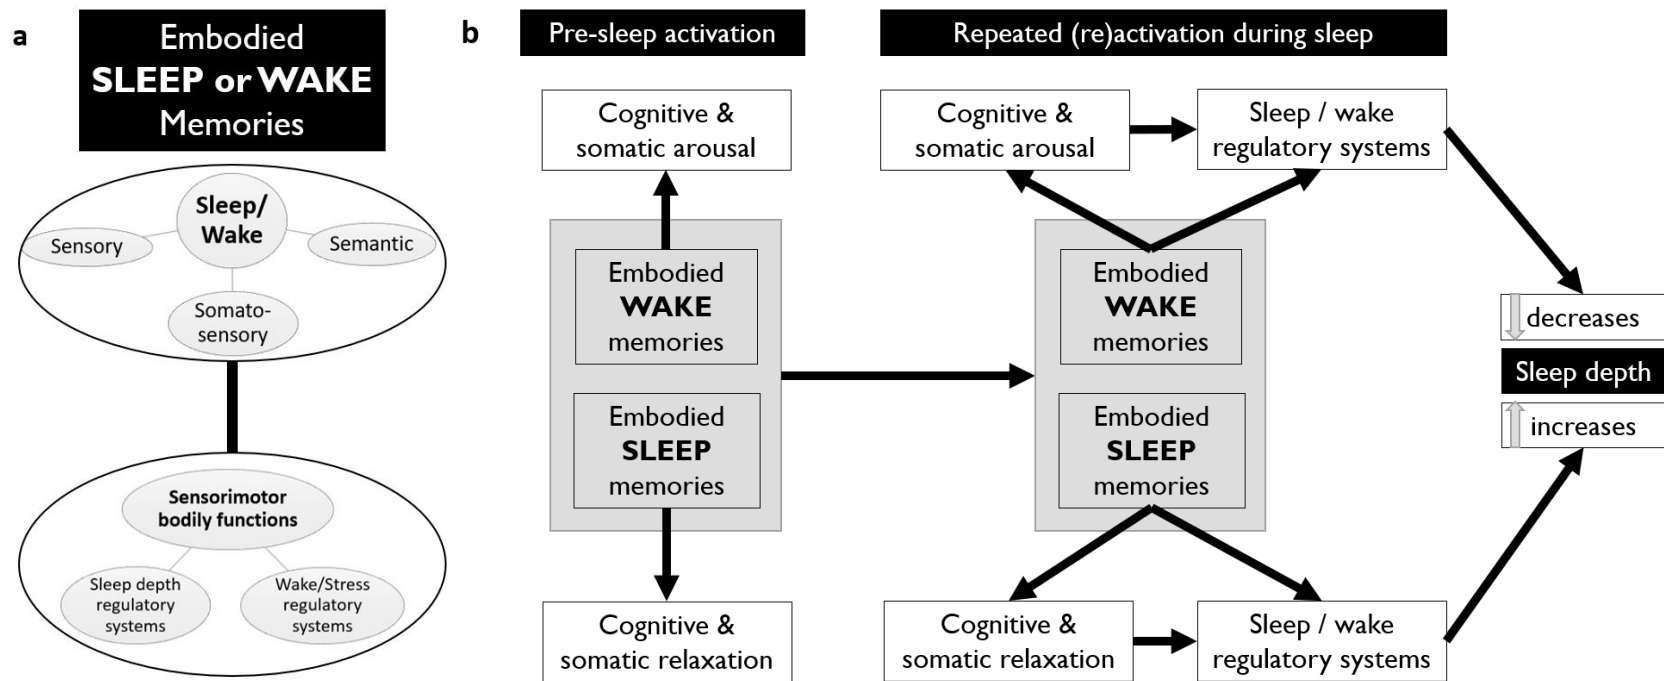 a
Embodied
SLEEP or WAKE
Memories
Sleep/
Wake
Sensory
Semantic
Somato-
sensory
Sensorimotor
bodily functions
Sleep depth
regulatory
systems
Wake/Stress
regulatory
systems
b
Pre-sleep activation
Repeated (re)activation during sleep
Cognitive &
somatic arousal
Cognitive &
somatic arousal
Sleep / wake
regulatory systems
Embodied
WAKE
memories
Embodied
SLEEP
memories
Embodied
WAKE
memories
Embodied
SLEEP
memories
decreases
Sleep depth
increases
Cognitive &
somatic relaxation
Cognitive &
somatic relaxation
Sleep / wake
regulatory systems